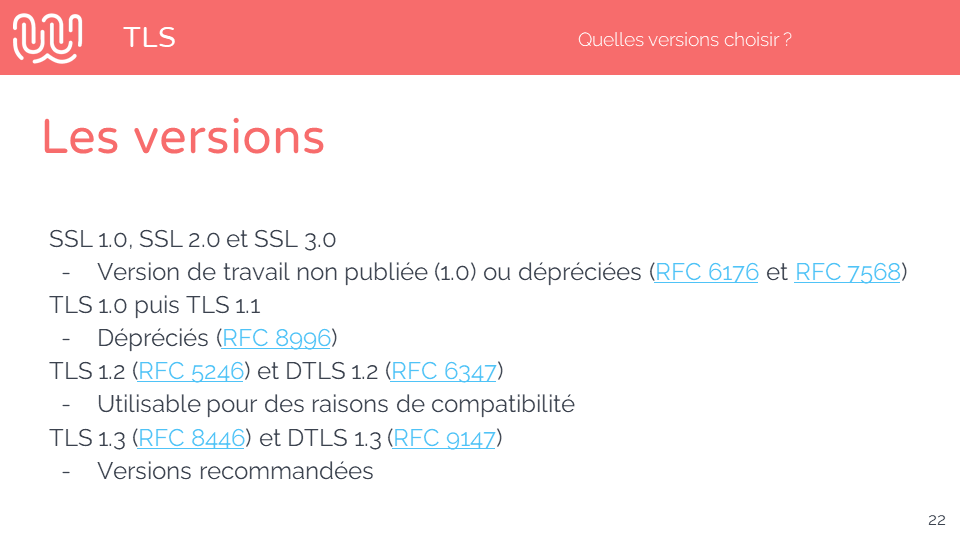 TLS
Quelles versions choisir ?
Les versions
SSL 1.0, SSL 2.0 et SSL 3.0
- Version de travail non publiée (1.0) ou dépréciées (RFC 6176 et RFC 7568)
TLS 1.0 puis TLS 1.1
- Dépréciés (RFC 8996)
TLS 1.2 (RFC 5246) et DTLS 1.2 (RFC 6347)
- Utilisable pour des raisons de compatibilité
TLS 1.3 (RFC 8446) et DTLS 1.3 (RFC 9147)
- Versions recommandées
22